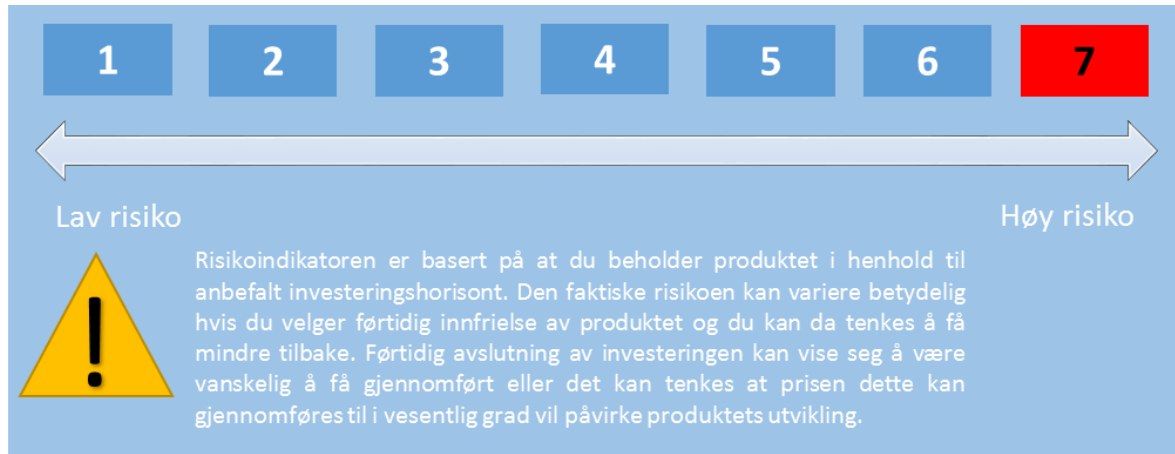 1 2 3 4 5 6 7
Lav risiko Høy risiko
!
Risikoindikatoren er basert på at du beholder produktet i henhold til
anbefalt investeringshorisont. Den faktiske risikoen kan variere betydelig
hvis du velger førtidig innfrielse av produktet og du kan da tenkes å få
mindre tilbake. Førtidig avslutning av investeringen kan vise seg å være
vanskelig å få gjennomført eller det kan tenkes at prisen dette kan
gjennomføres til i vesentlig grad vil påvirke produktets utvikling.